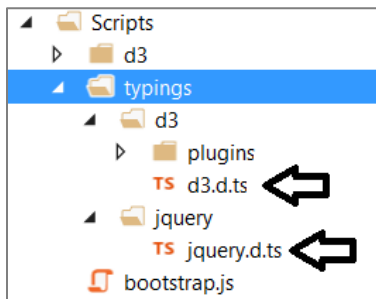 Scripts
d3
typings
d3
plugins
TS d3.d.ts
jquery
TS jquery.d.ts
bootstrap.js